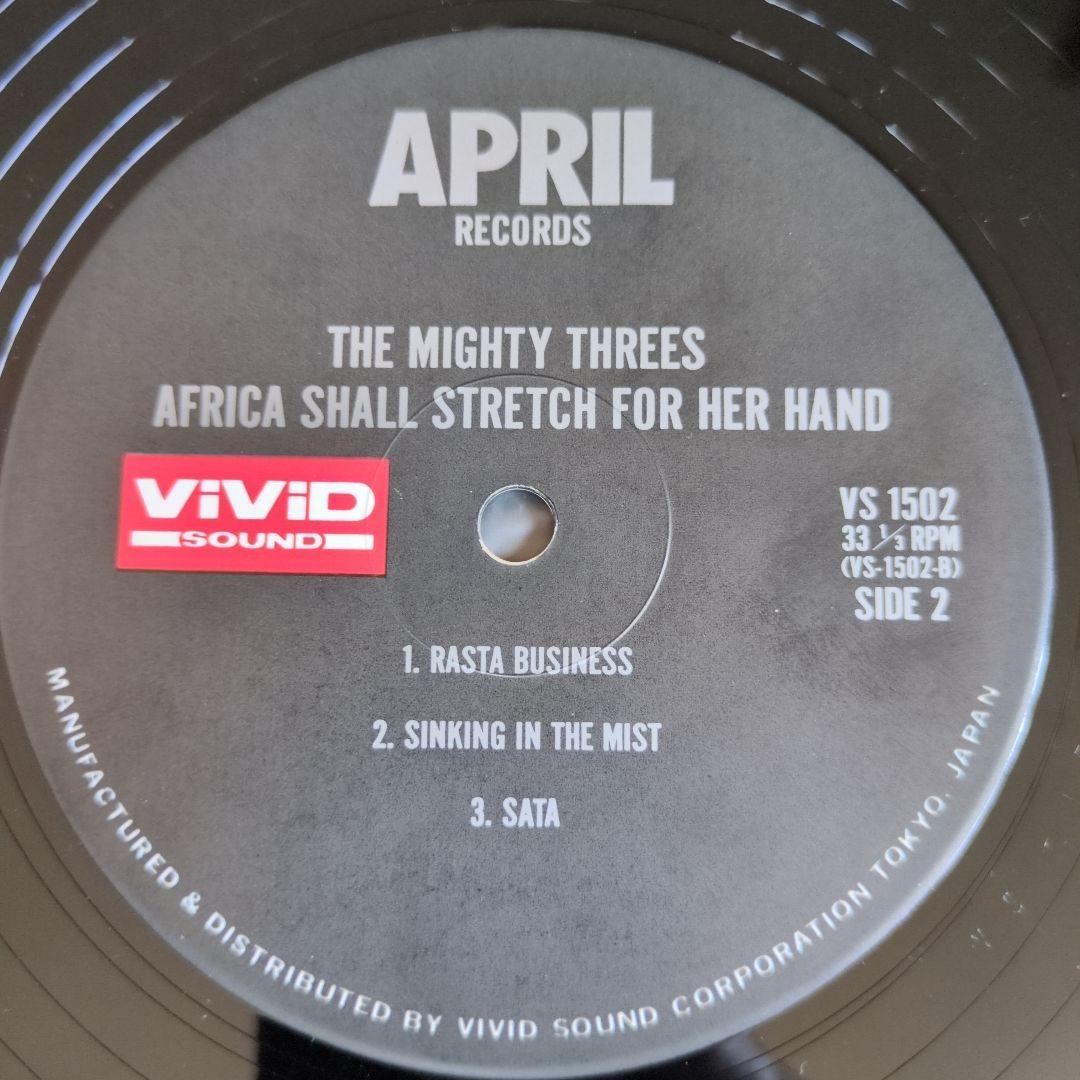 APRIL
RECORDS
THE MIGHTY THREES
AFRICA SHALL STRETCH FOR HER HAND
ViViD
SOUND
VS 1502
33 1/3 RPM
(VS-1502-B)
SIDE 2
1. RASTA BUSINESS
2. SINKING IN THE MIST
3. SATA
MANUFACTURED & DISTRIBUTED BY VIVID SOUND CORPORATION TOKYO, JAPAN